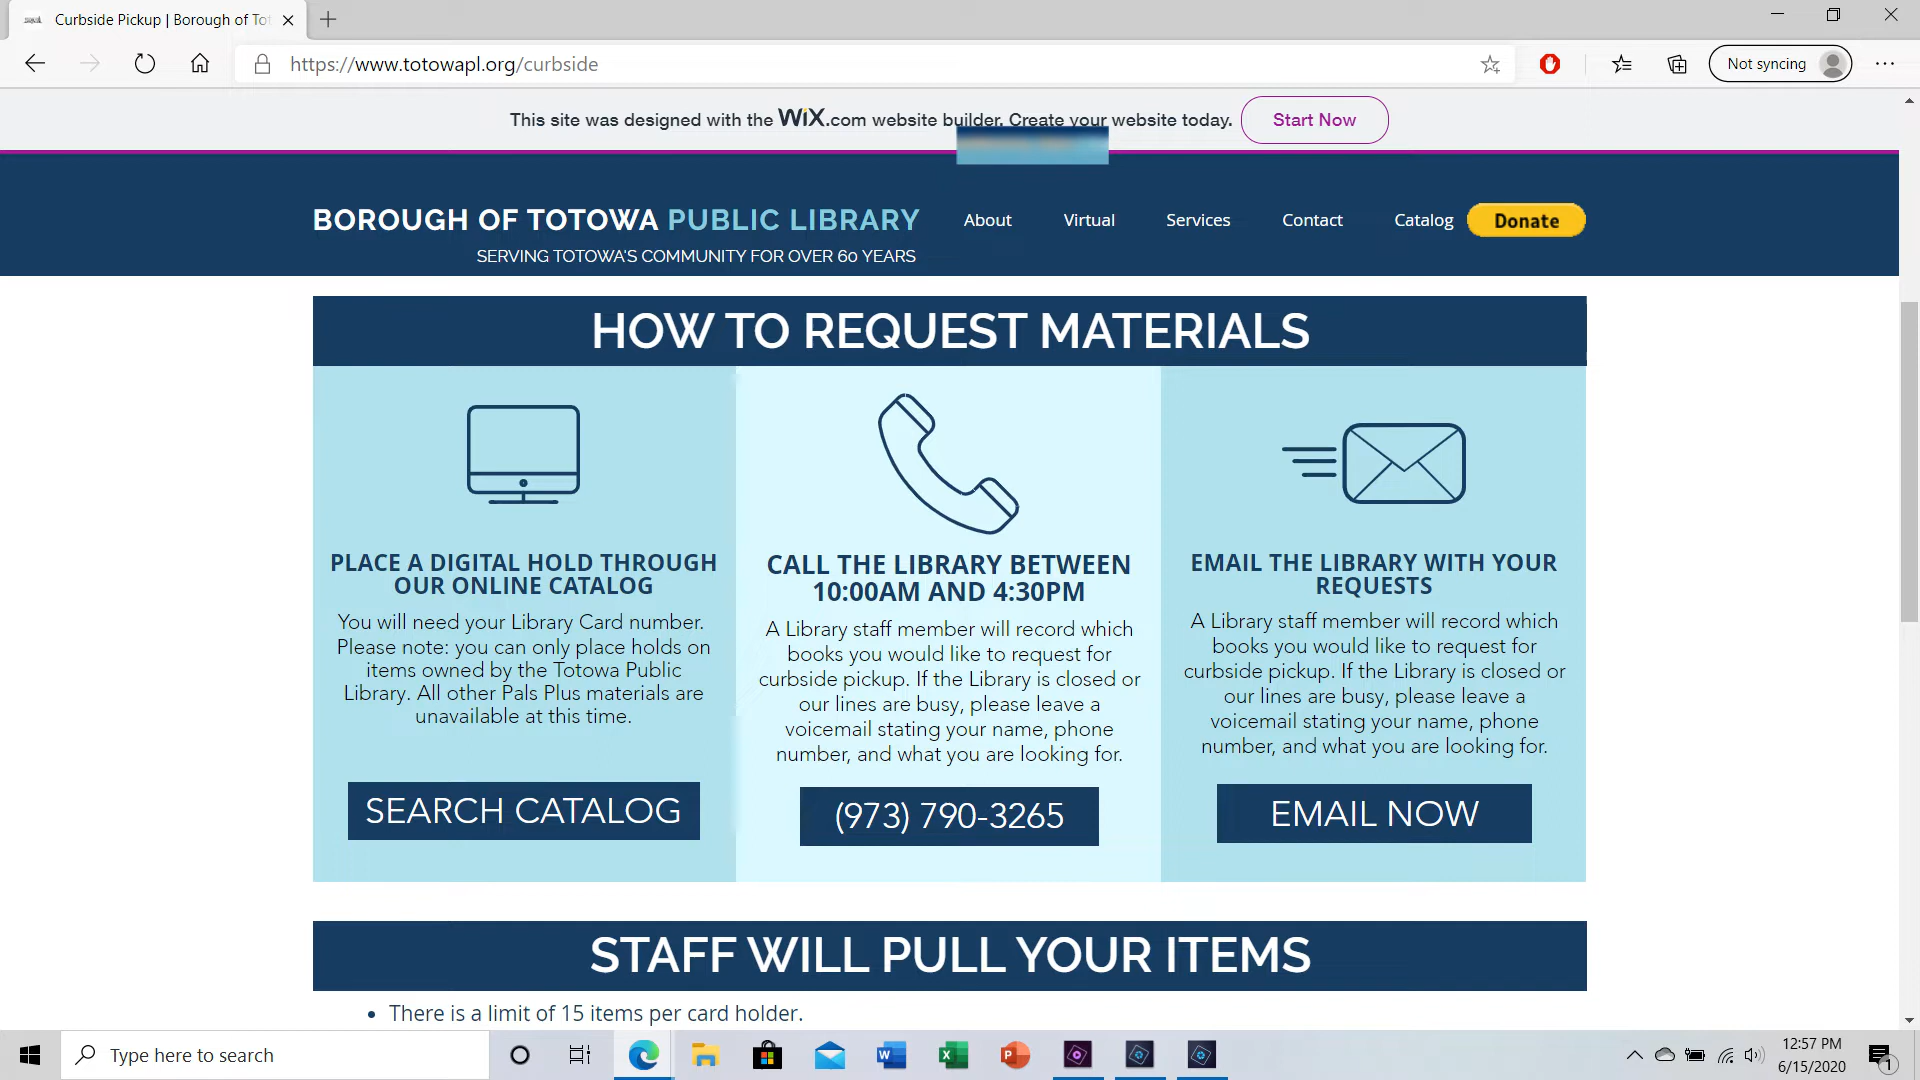 Curbside Pickup | Borough of Tot
https://www.totowapl.org/curbside
Not syncing
This site was designed with the WiX.com website builder. Create your website today.
Start Now
BOROUGH OF TOTOWA PUBLIC LIBRARY
SERVING TOTOWA'S COMMUNITY FOR OVER 60 YEARS
About
Virtual
Services
Contact
Catalog
Donate
HOW TO REQUEST MATERIALS
PLACE A DIGITAL HOLD THROUGH
OUR ONLINE CATALOG
You will need your Library Card number.
Please note: you can only place holds on
items owned by the Totowa Public
Library. All other Pals Plus materials are
unavailable at this time.
SEARCH CATALOG
CALL THE LIBRARY BETWEEN
10:00AM AND 4:30PM
A Library staff member will record which
books you would like to request for
curbside pickup. If the Library is closed or
our lines are busy, please leave a
voicemail stating your name, phone
number, and what you are looking for.
(973) 790-3265
EMAIL THE LIBRARY WITH YOUR
REQUESTS
A Library staff member will record which
books you would like to request for
curbside pickup. If the Library is closed or
our lines are busy, please leave a
voicemail stating your name, phone
number, and what you are looking for.
EMAIL NOW
STAFF WILL PULL YOUR ITEMS
• There is a limit of 15 items per card holder.
Type here to search
12:57 PM
6/15/2020
1